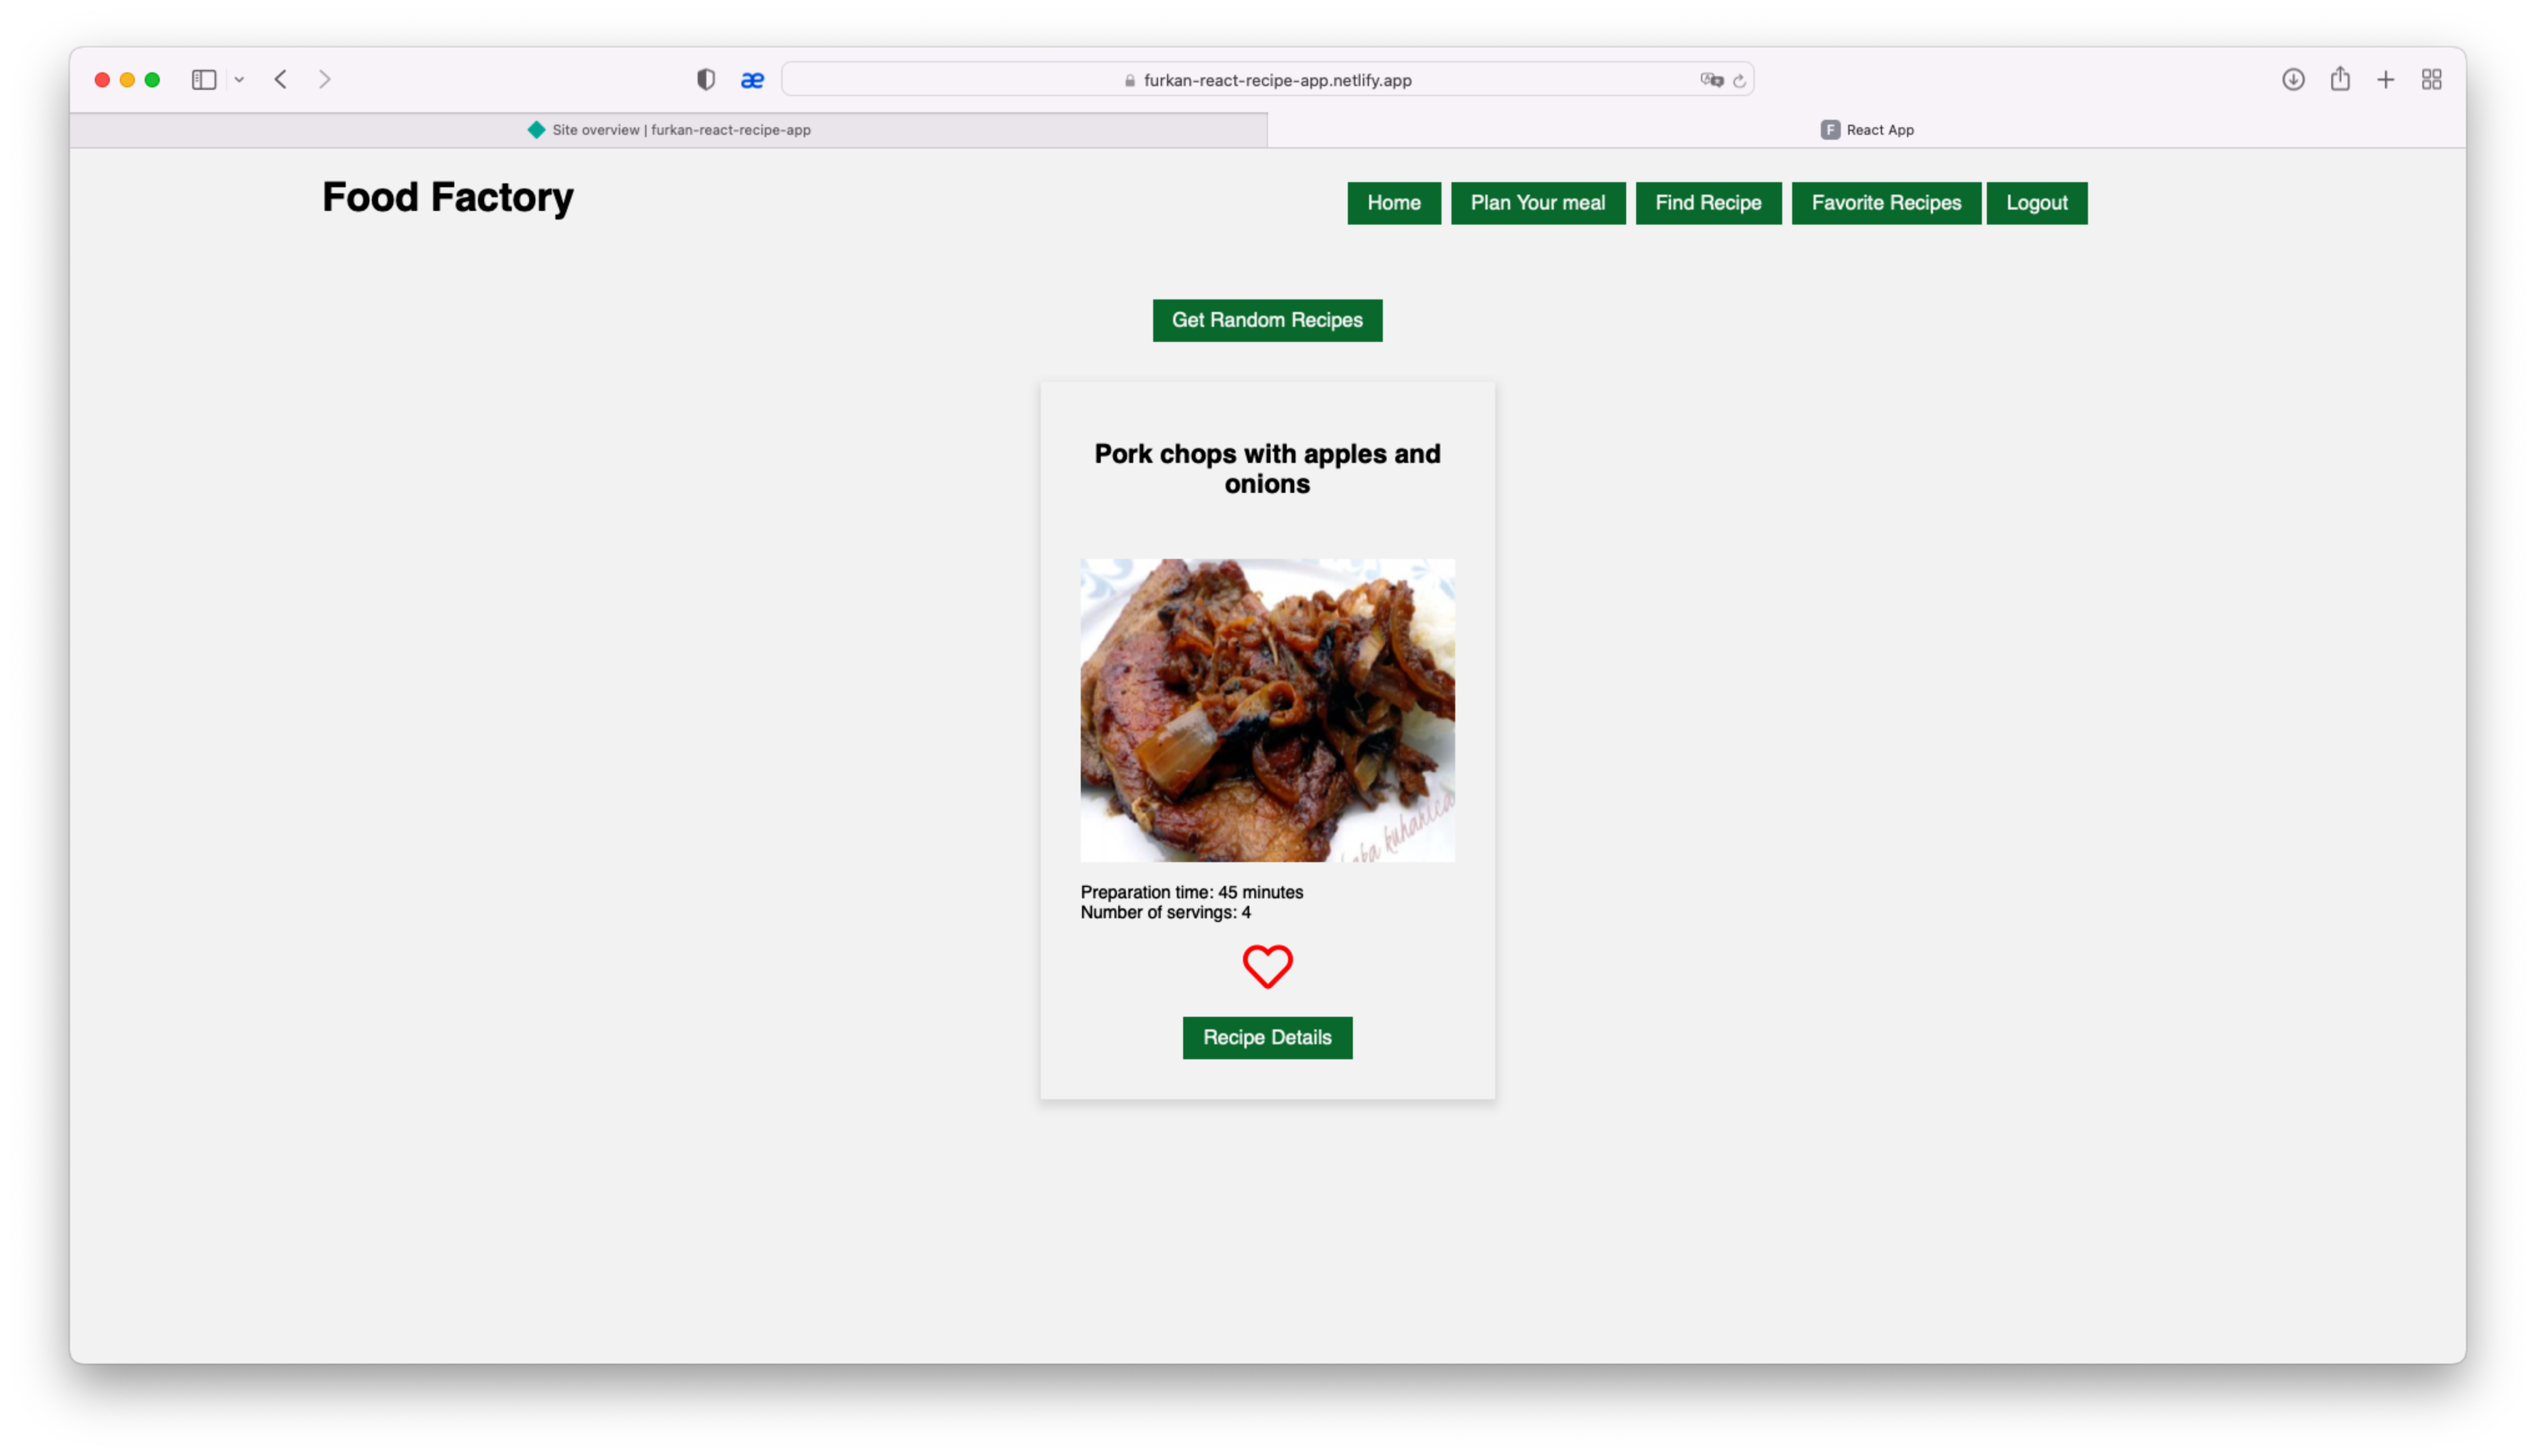 furkan-react-recipe-app.netlify.app
Site overview | furkan-react-recipe-app
F React App
Food Factory
Home
Plan Your meal
Find Recipe
Favorite Recipes
Logout
Get Random Recipes
Pork chops with apples and
onions
Preparation time: 45 minutes
Number of servings: 4
Recipe Details